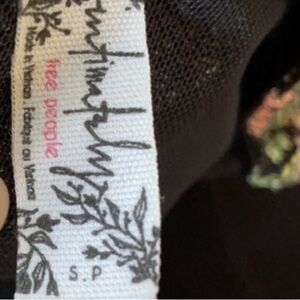 intimately
free people
Made in Vietnam . Fabriqué au Vietnam
S.P